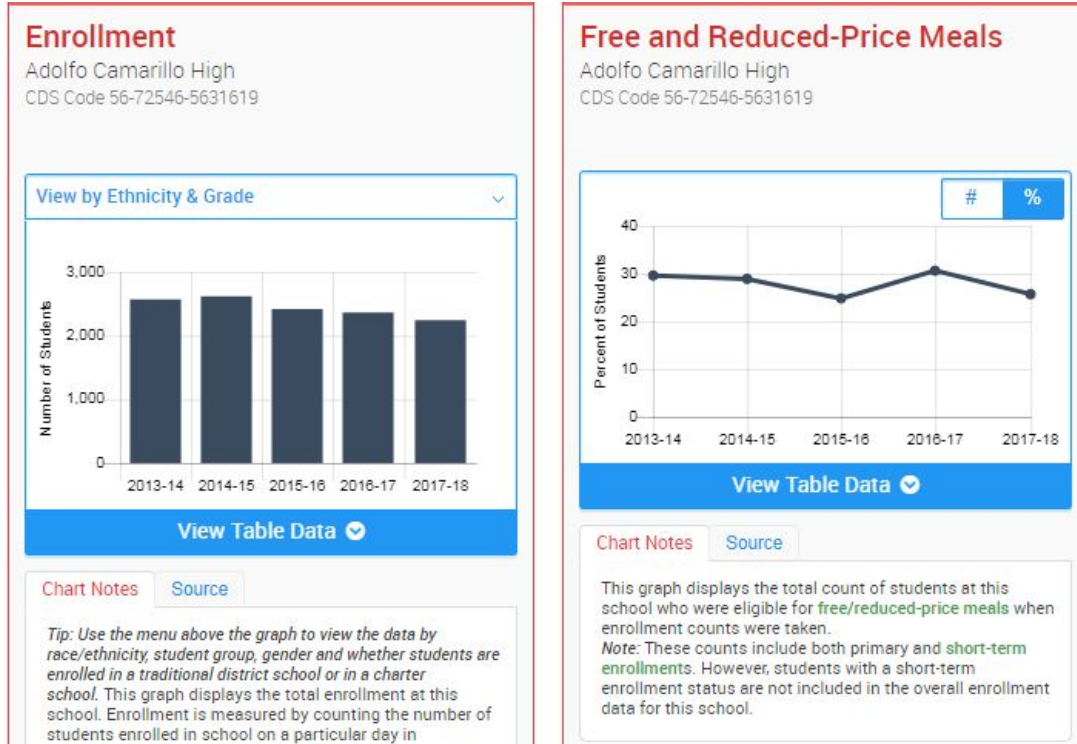 Enrollment
Adolfo Camarillo High
CDS Code 56-72546-5631619
View by Ethnicity & Grade
3,000
2,000
1,000
0
Number of Students
2013-14 2014-15 2015-16 2016-17 2017-18
View Table Data
Chart Notes Source
Tip: Use the menu above the graph to view the data by
race/ethnicity, student group, gender and whether students are
enrolled in a traditional district school or in a charter
school. This graph displays the total enrollment at this
school. Enrollment is measured by counting the number of
students enrolled in school on a particular day in
Free and Reduced-Price Meals
Adolfo Camarillo High
CDS Code 56-72546-5631619
# %
40
30
20
10
0
Percent of Students
2013-14 2014-15 2015-16 2016-17 2017-18
View Table Data
Chart Notes Source
This graph displays the total count of students at this
school who were eligible for free/reduced-price meals when
enrollment counts were taken.
Note: These counts include both primary and short-term
enrollments. However, students with a short-term
enrollment status are not included in the overall enrollment
data for this school.